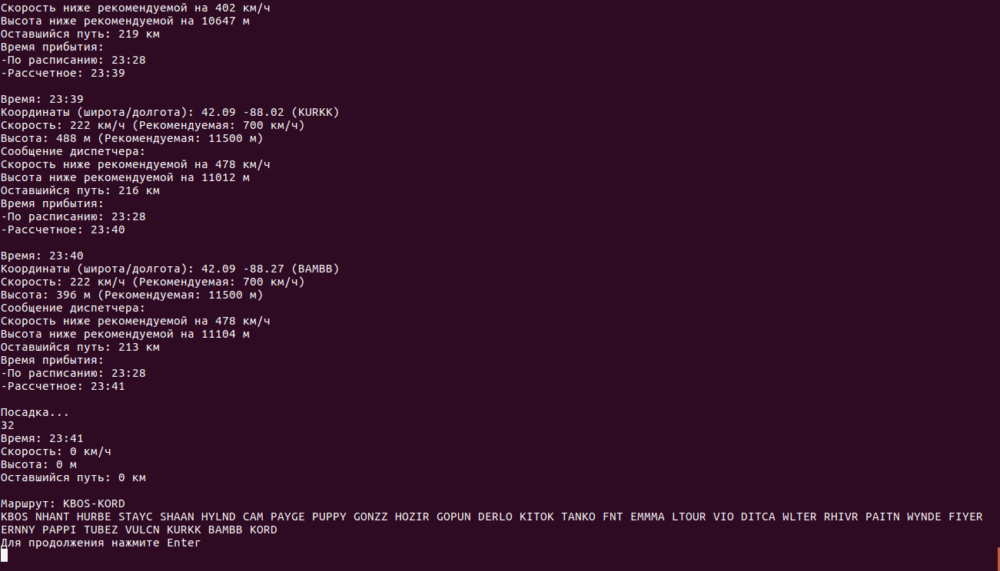 Скорость ниже рекомендуемой на 402 км/ч
Высота ниже рекомендуемой на 10647 м
Оставшийся путь: 219 км
Время прибытия:
-По расписанию: 23:28
-Рассчетное: 23:39
Время: 23:39
Координаты (широта/долгота): 42.09 -88.02 (KURKK)
Скорость: 222 км/ч (Рекомендуемая: 700 км/ч)
Высота: 488 м (Рекомендуемая: 11500 м)
Сообщение диспетчера:
Скорость ниже рекомендуемой на 478 км/ч
Высота ниже рекомендуемой на 11012 м
Оставшийся путь: 216 км
Время прибытия:
-По расписанию: 23:28
-Рассчетное: 23:40
Время: 23:40
Координаты (широта/долгота): 42.09 -88.27 (BAMBB)
Скорость: 222 км/ч (Рекомендуемая: 700 км/ч)
Высота: 396 м (Рекомендуемая: 11500 м)
Сообщение диспетчера:
Скорость ниже рекомендуемой на 478 км/ч
Высота ниже рекомендуемой на 11104 м
Оставшийся путь: 213 км
Время прибытия:
-По расписанию: 23:28
-Рассчетное: 23:41
Посадка...
32
Время: 23:41
Скорость: 0 км/ч
Высота: 0 м
Оставшийся путь: 0 км
Маршрут: KBOS-KORD
KBOS NHANT HURBE STAYC SHAAN HYLND CAM PAYGE PUPPY GONZZ HOZIR GOPUN DERLO KITOK TANKO FNT EMMMA LTOUR VIO DITCA WLTER RHIVR PAITN WYNDE FIYER
ERNNY PAPPI TUBEZ VULCN KURKK BAMBB KORD
Для продолжения нажмите Enter